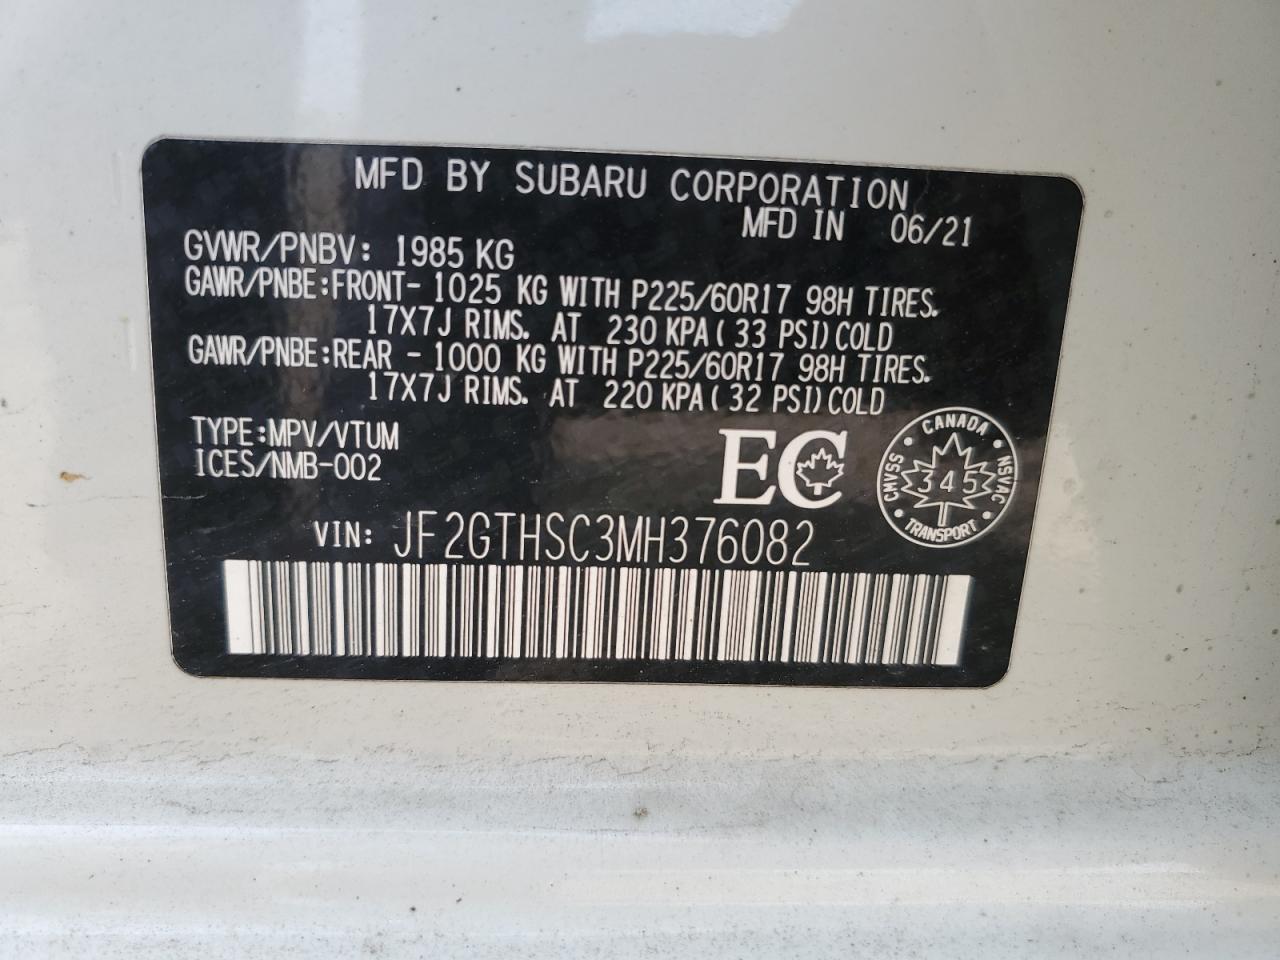 MFD BY SUBARU CORPORATION
MFD IN 06/21
GVWR/PNBV: 1985 KG
GAWR/PNBE:FRONT- 1025 KG WITH P225/60R17 98H TIRES.
17X7J RIMS. AT 230 KPA(33 PSI)COLD
GAWR/PNBE:REAR - 1000 KG WITH P225/60R17 98H TIRES.
17X7J RIMS. AT 220 KPA(32 PSI)COLD
TYPE:MPV/VTUM
ICES/NMB-002
EC
CANADA
CMVSS
345
NSVAC
TRANSPORT
VIN: JF2GTHSC3MH376082